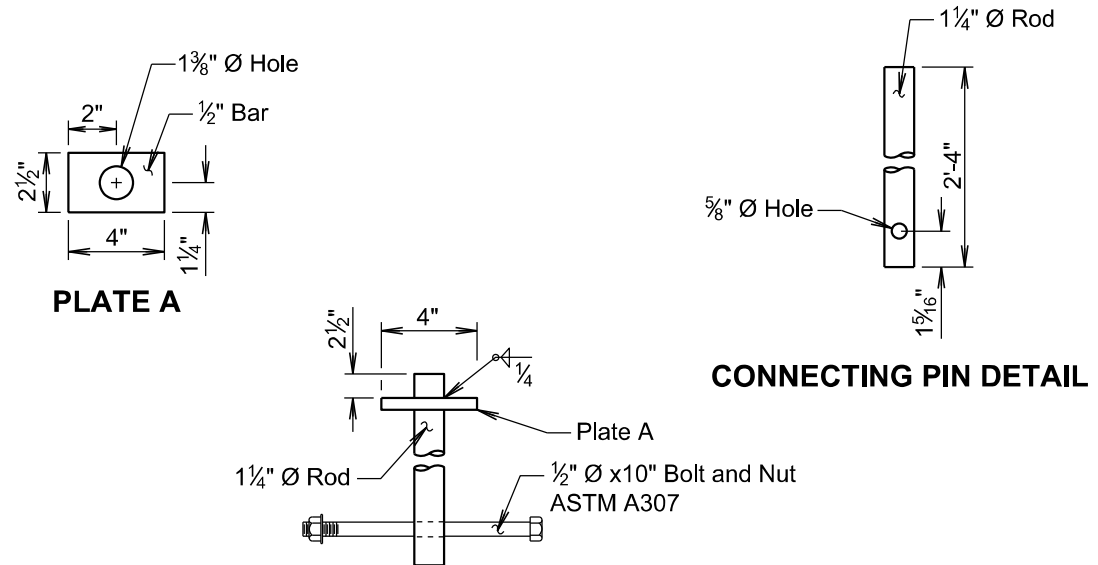 1⅜" Ø Hole
2"
½" Bar
2½"
4"
1¼"
PLATE A
1¼" Ø Rod
2'-4"
⅝" Ø Hole
1⁵⁄₁₆"
CONNECTING PIN DETAIL
2½"
4"
¼
Plate A
1¼" Ø Rod
½" Ø x10" Bolt and Nut
ASTM A307